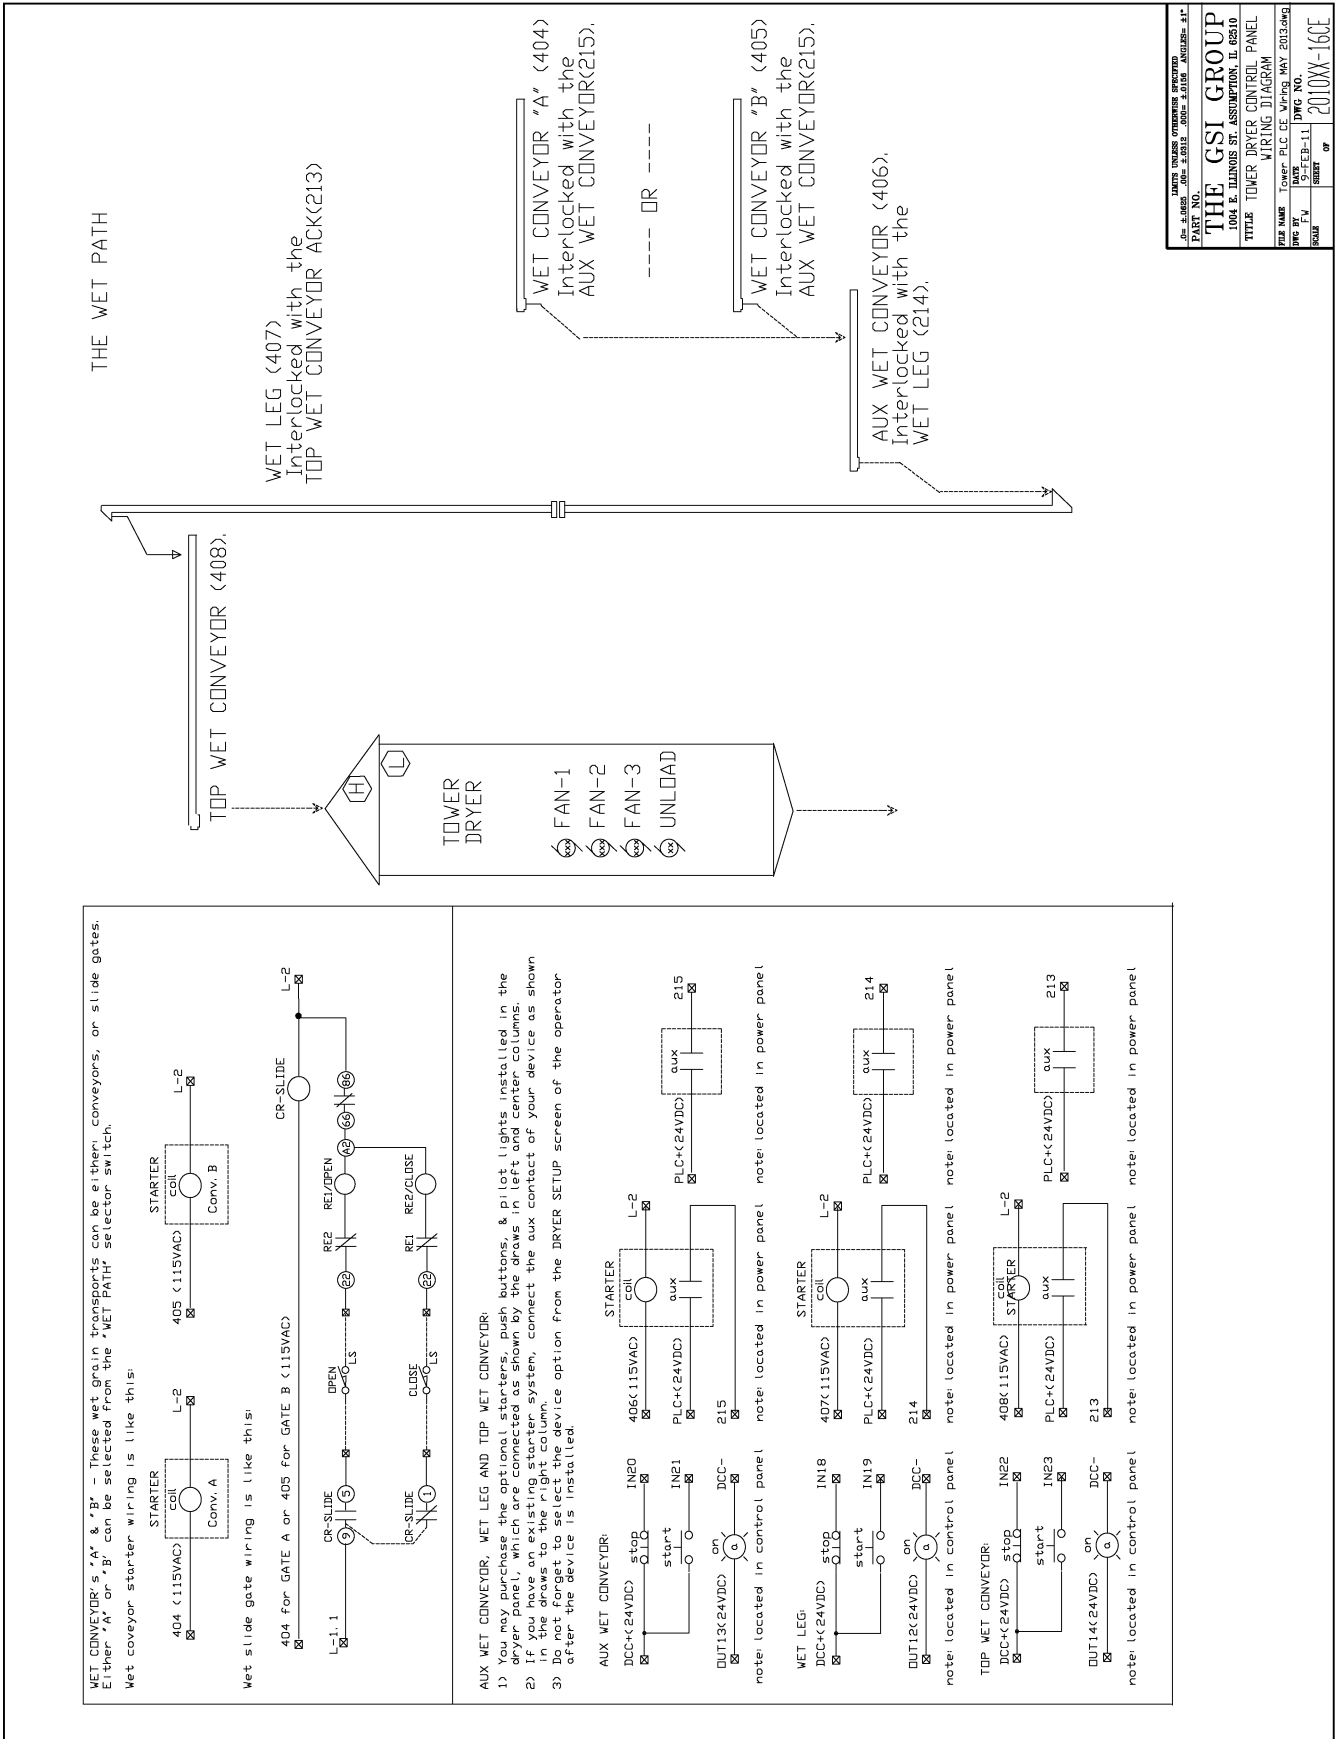 WET CONVEYOR's "A" & "B" - These wet grain transports can be either: conveyors, or slide gates.
Either "A" or "B" can be selected from the "WET PATH" selector switch.
Wet coveyor starter wiring is like this:
STARTER
404 (115VAC)
coil
Conv. A
L-2
STARTER
405 (115VAC)
coil
Conv. B
L-2
Wet slide gate wiring is like this:
404 for GATE A or 405 for GATE B (115VAC)
CR-SLIDE
L-2
L-1.1
9
CR-SLIDE
5
OPEN
LS
22
RE2
RE1/OPEN
A2
66
86
CR-SLIDE
1
CLOSE
LS
22
RE1
RE2/CLOSE
AUX WET CONVEYOR, WET LEG AND TOP WET CONVEYOR:
1) You may purchase the optional starters, push buttons, & pilot lights installed in the
dryer panel, which are connected as shown by the draws in left and center columns.
2) If you have an existing starter system, connect the aux contact of your device as shown
in the draws to the right column.
3) Do not forget to select the device option from the DRYER SETUP screen of the operator
after the device is installed.
AUX WET CONVEYOR:
DCC+(24VDC)
stop
IN20
start
IN21
OUT13(24VDC)
on
a
DCC-
note: located in control panel
STARTER
406(115VAC)
coil
L-2
PLC+(24VDC)
aux
215
note: located in power panel
PLC+(24VDC)
aux
215
note: located in power panel
WET LEG:
DCC+(24VDC)
stop
IN18
start
IN19
OUT12(24VDC)
on
a
DCC-
note: located in control panel
STARTER
407(115VAC)
coil
L-2
PLC+(24VDC)
aux
214
note: located in power panel
PLC+(24VDC)
aux
214
note: located in power panel
TOP WET CONVEYOR:
DCC+(24VDC)
stop
IN22
start
IN23
OUT14(24VDC)
on
a
DCC-
note: located in control panel
STARTER
408(115VAC)
coil
L-2
PLC+(24VDC)
aux
213
note: located in power panel
PLC+(24VDC)
aux
213
note: located in power panel
THE WET PATH
TOP WET CONVEYOR (408).
H
L
TOWER
DRYER
xxx FAN-1
xxx FAN-2
xxx FAN-3
xx UNLOAD
WET LEG (407)
Interlocked with the
TOP WET CONVEYOR ACK(213)
WET CONVEYOR "A" (404)
Interlocked with the
AUX WET CONVEYOR(215).
---- OR ----
WET CONVEYOR "B" (405)
Interlocked with the
AUX WET CONVEYOR(215).
AUX WET CONVEYOR (406).
Interlocked with the
WET LEG (214).
LIMITS UNLESS OTHERWISE SPECIFIED
.0= ±.0625 .00= ±.0312 .000= ±.0156 ANGLES= ±1°
PART NO.
THE GSI GROUP
1004 E. ILLINOIS ST. ASSUMPTION, IL 62510
TITLE TOWER DRYER CONTROL PANEL
WIRING DIAGRAM
FILE NAME Tower PLC CE Wiring MAY 2013.dwg
DWG BY FW
DATE 9-FEB-11
DWG NO. 2010XX-16CE
SCALE
SHEET OF